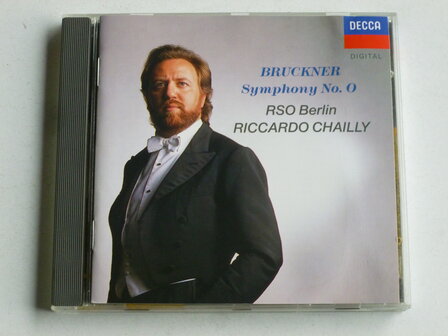 DECCA
DIGITAL
BRUCKNER
Symphony No. 0
RSO Berlin
RICCARDO CHAILLY